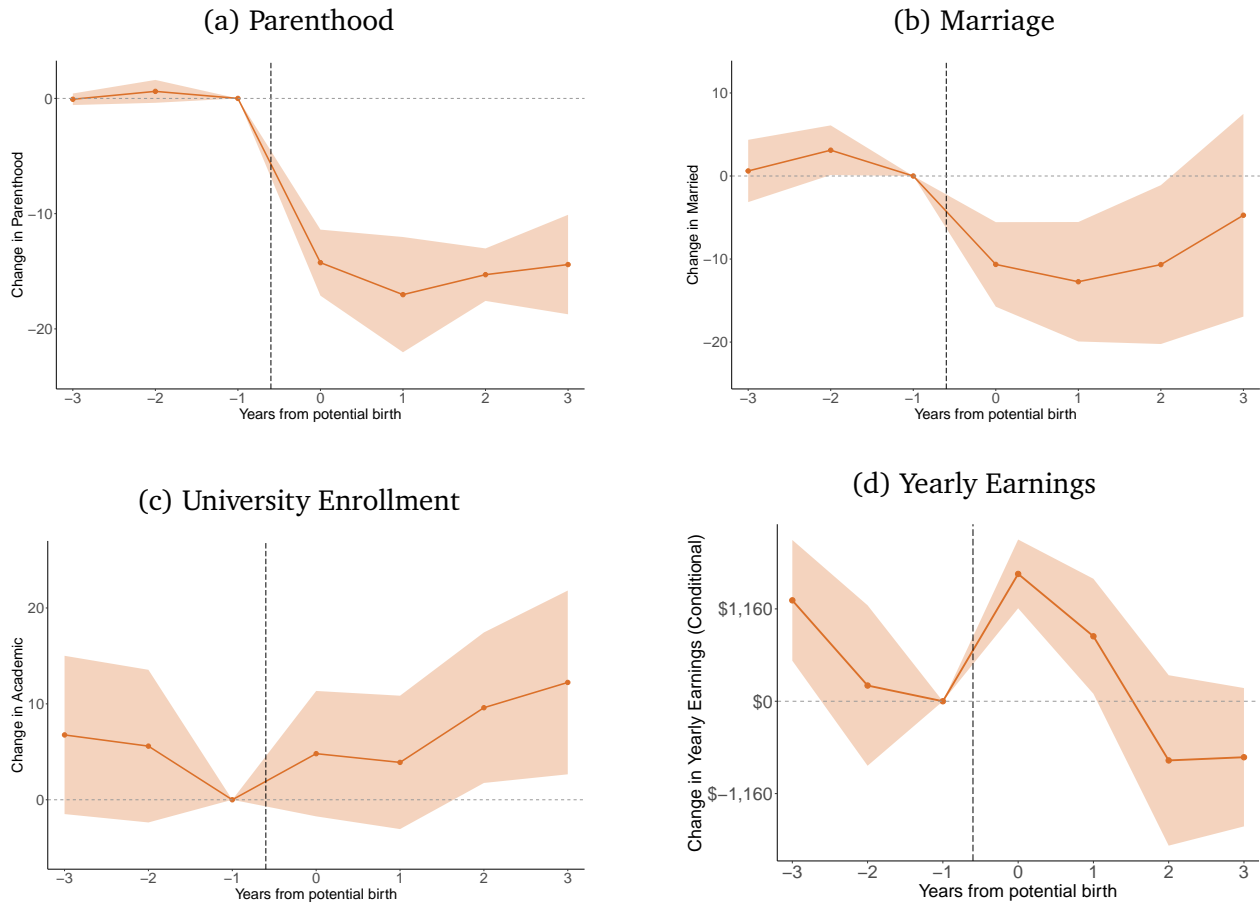 (a) Parenthood
Change in Parenthood
0
−10
−20
−3 −2 −1 0 1 2 3
Years from potential birth
(b) Marriage
Change in Married
10
0
−10
−20
−3 −2 −1 0 1 2 3
Years from potential birth
(c) University Enrollment
Change in Academic
20
10
0
−3 −2 −1 0 1 2 3
Years from potential birth
(d) Yearly Earnings
Change in Yearly Earnings (Conditional)
$1,160
$0
$−1,160
−3 −2 −1 0 1 2 3
Years from potential birth